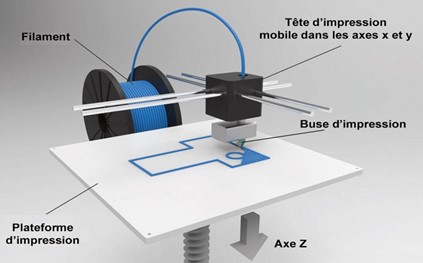 Filament
Tête d'impression
mobile dans les axes x et y
Buse d'impression
Plateforme
d'impression
Axe Z